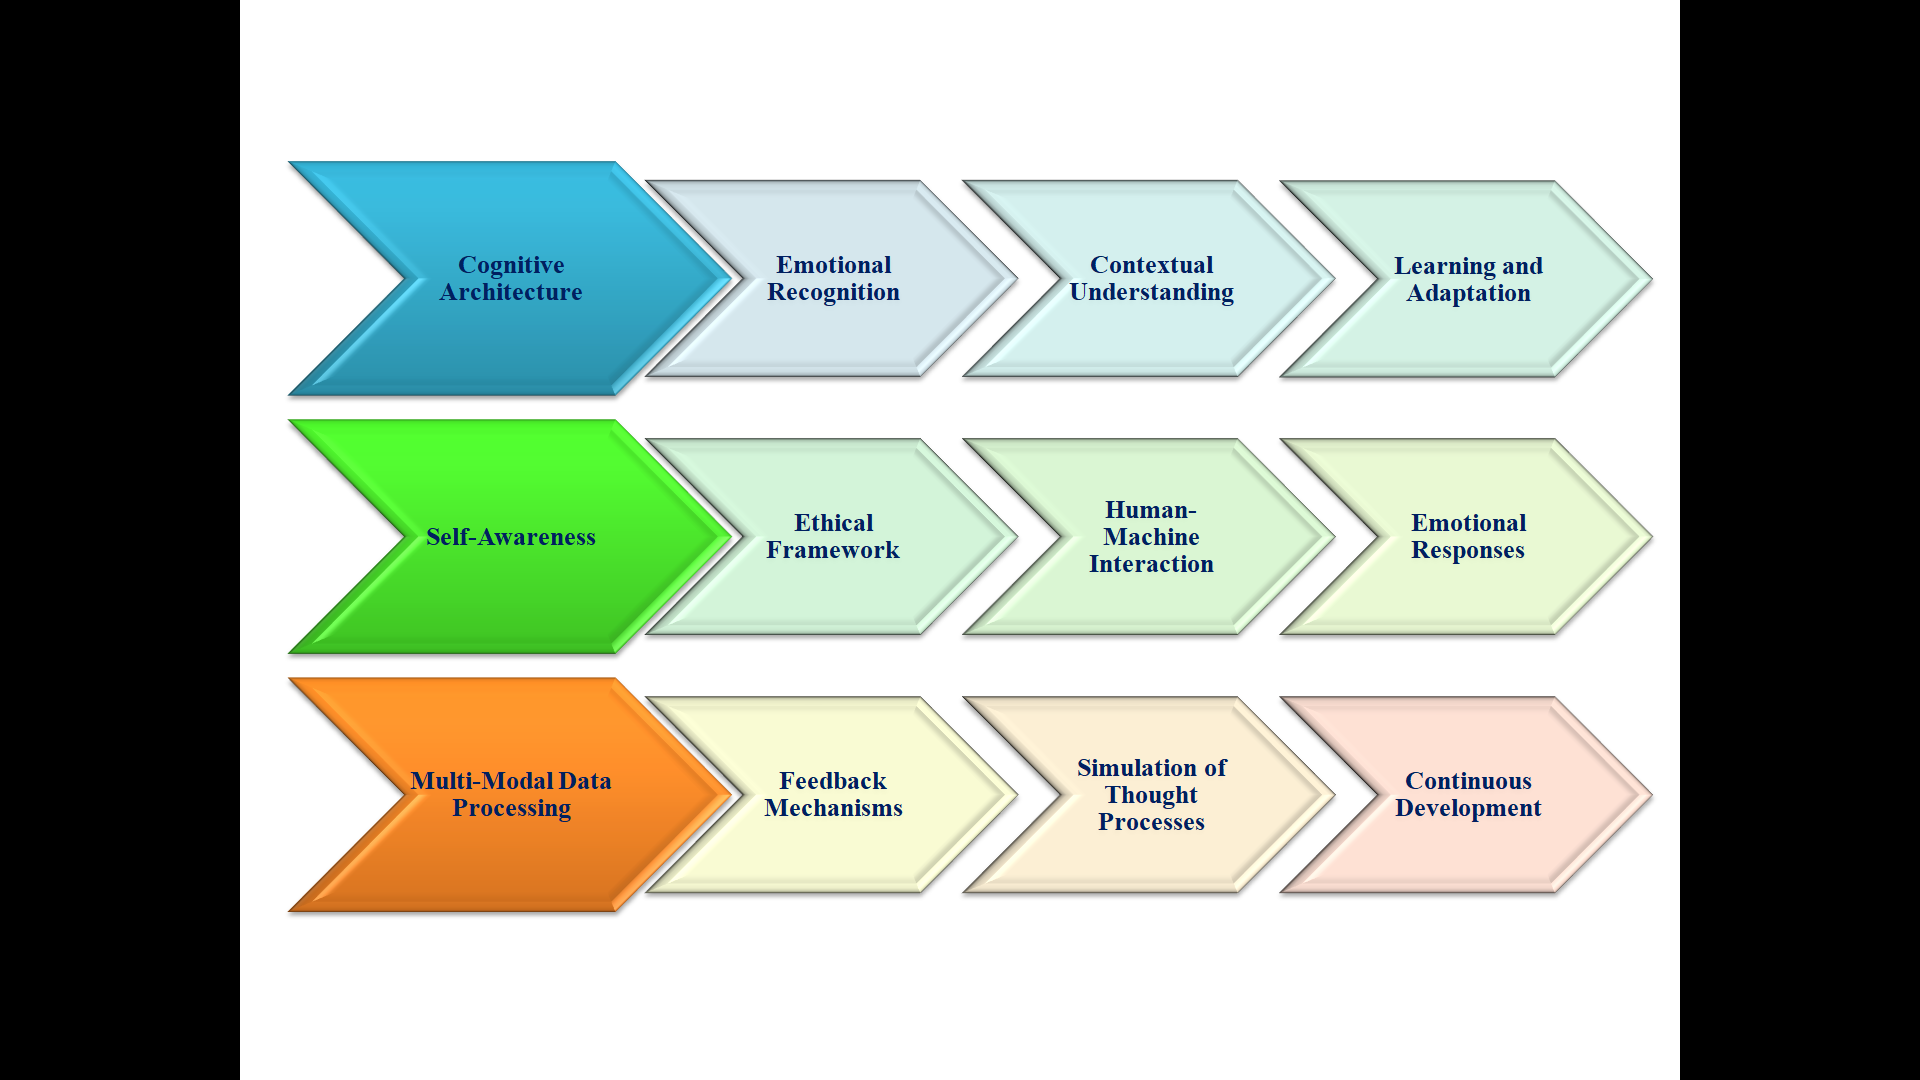 Cognitive
Architecture
Emotional
Recognition
Contextual
Understanding
Learning and
Adaptation
Self-Awareness
Ethical
Framework
Human-
Machine
Interaction
Emotional
Responses
Multi-Modal Data
Processing
Feedback
Mechanisms
Simulation of
Thought
Processes
Continuous
Development